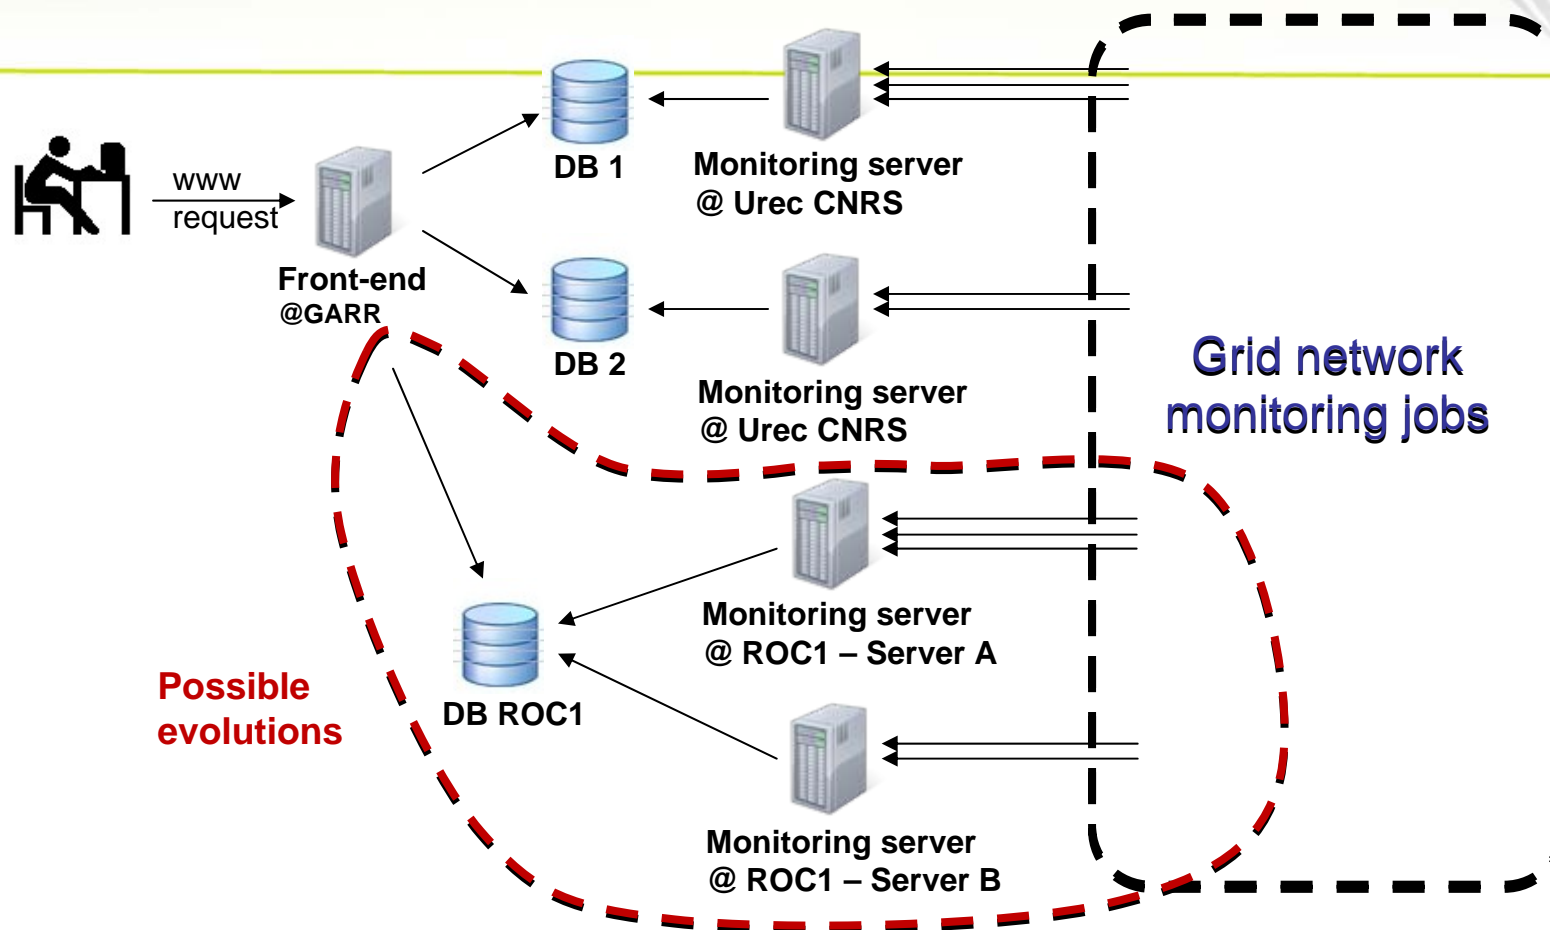 www
request
Front-end
@GARR
DB 1
Monitoring server
@ Urec CNRS
DB 2
Monitoring server
@ Urec CNRS
Grid network
monitoring jobs
Monitoring server
@ ROC1 – Server A
DB ROC1
Possible
evolutions
Monitoring server
@ ROC1 – Server B